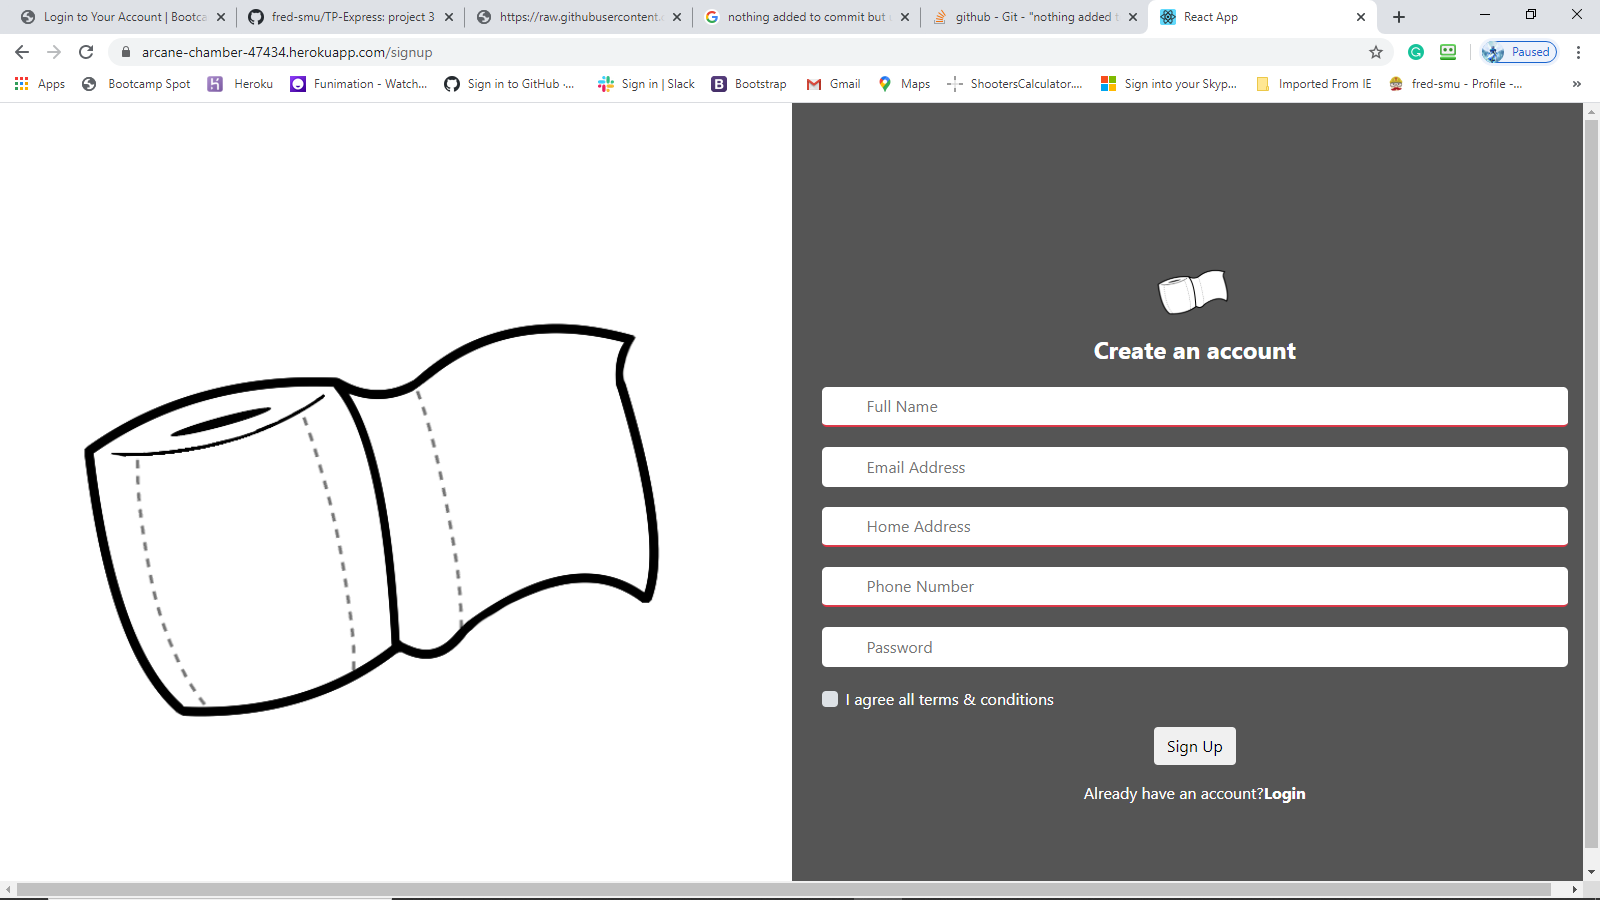 Login to Your Account | Bootca
fred-smu/TP-Express: project 3
https://raw.githubusercontent.
nothing added to commit but
github - Git - "nothing added t
React App
arcane-chamber-47434.herokuapp.com/signup
Paused
Apps
Bootcamp Spot
Heroku
Funimation - Watch...
Sign in to GitHub ·...
Sign in | Slack
Bootstrap
Gmail
Maps
ShootersCalculator....
Sign into your Skyp...
Imported From IE
fred-smu - Profile -...
»
Create an account
Full Name
Email Address
Home Address
Phone Number
Password
I agree all terms & conditions
Sign Up
Already have an account?Login